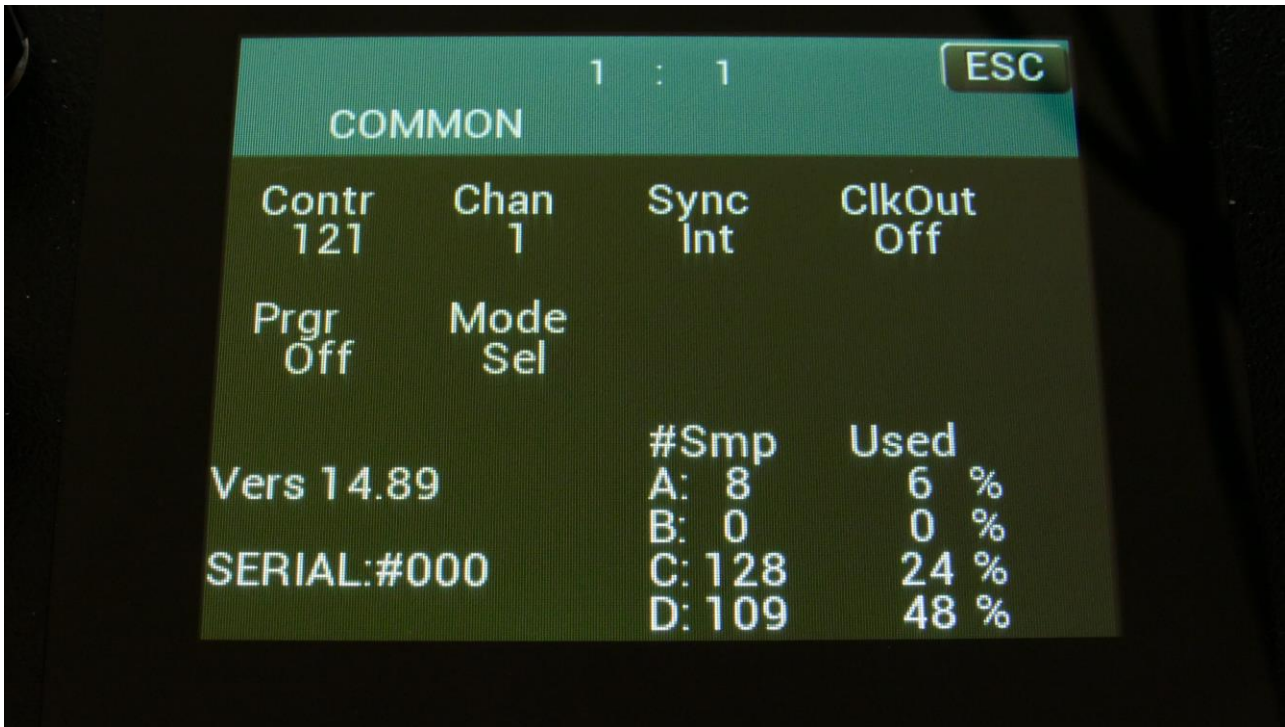 1 : 1 ESC
COMMON
Contr Chan Sync ClkOut
121 1 Int Off
Prgr Mode
Off Sel
#Smp Used
Vers 14.89 A: 8 6 %
B: 0 0 %
SERIAL:#000 C: 128 24 %
D: 109 48 %